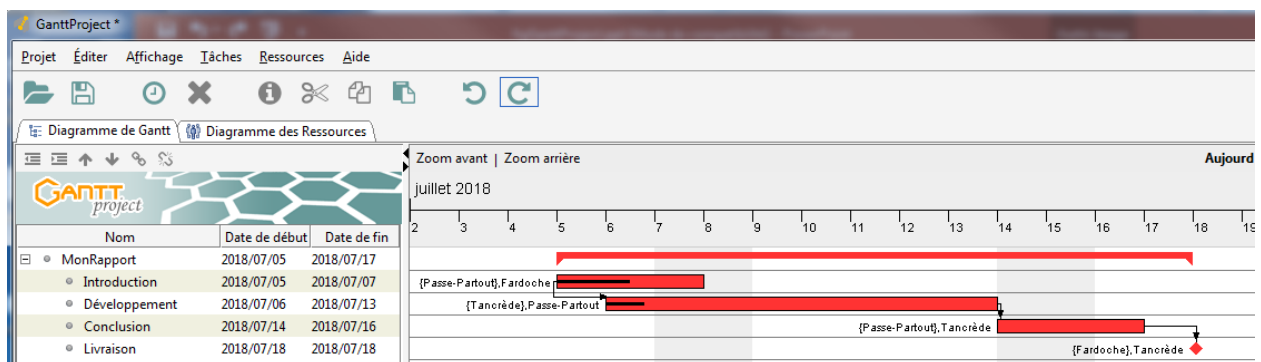 GanttProject *
Projet Éditer Affichage Tâches Ressources Aide
Diagramme de Gantt Diagramme des Ressources
Zoom avant | Zoom arrière Aujourd
GANTT project
juillet 2018
2 3 4 5 6 7 8 9 10 11 12 13 14 15 16 17 18 19
Nom Date de début Date de fin
MonRapport 2018/07/05 2018/07/17
Introduction 2018/07/05 2018/07/07 {Passe-Partout},Fardoche
Développement 2018/07/06 2018/07/13 {Tancrède},Passe-Partout
Conclusion 2018/07/14 2018/07/16 {Passe-Partout},Tancrède
Livraison 2018/07/18 2018/07/18 {Fardoche},Tancrède